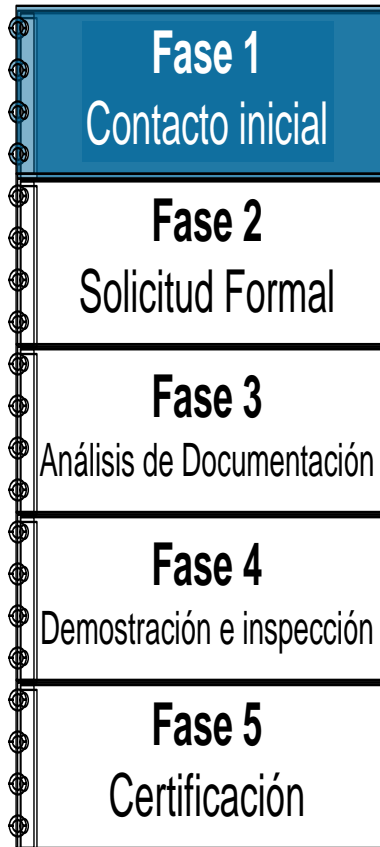 Fase 1
Contacto inicial
Fase 2
Solicitud Formal
Fase 3
Análisis de Documentación
Fase 4
Demostración e inspección
Fase 5
Certificación